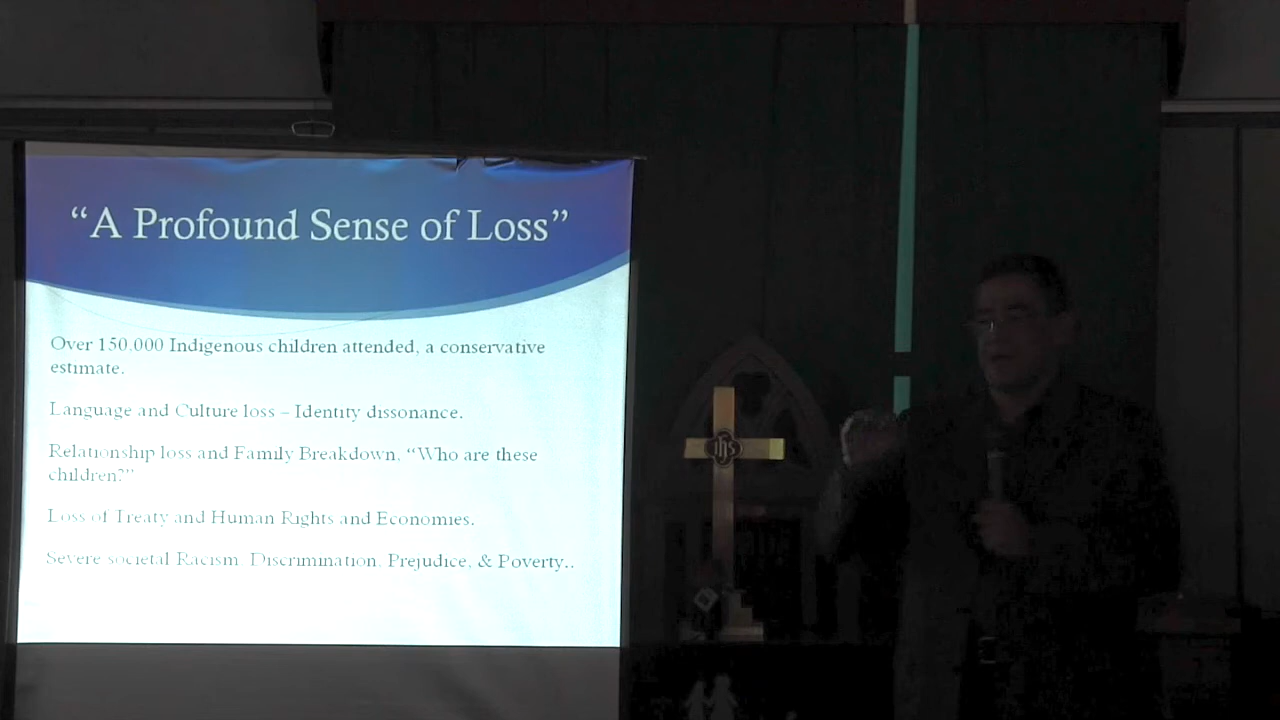 “A Profound Sense of Loss”
Over 150,000 Indigenous children attended, a conservative
estimate.
Language and Culture loss – Identity dissonance.
Relationship loss and Family Breakdown, “Who are these
children?”
Loss of Treaty and Human Rights and Economies.
Severe societal Racism, Discrimination, Prejudice, & Poverty..
ihs